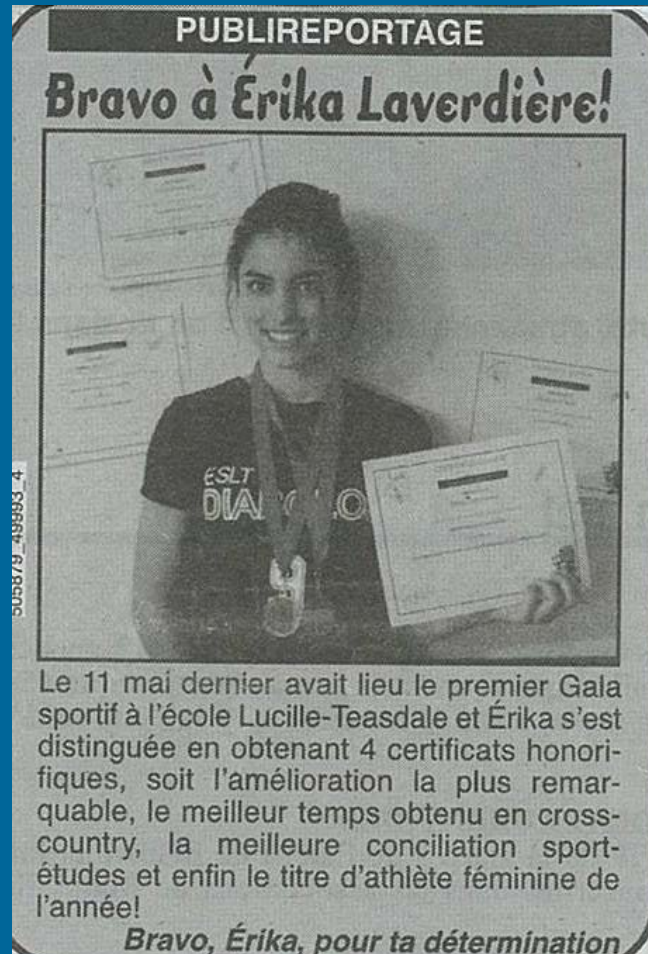 PUBLIREPORTAGE
Bravo à Érika Laverdière!
ESLT
505879_49993_4
Le 11 mai dernier avait lieu le premier Gala
sportif à l'école Lucille-Teasdale et Érika s'est
distinguée en obtenant 4 certificats honori-
fiques, soit l'amélioration la plus remar-
quable, le meilleur temps obtenu en cross-
country, la meilleure conciliation sport-
études et enfin le titre d'athlète féminine de
l'année!
Bravo, Érika, pour ta détermination